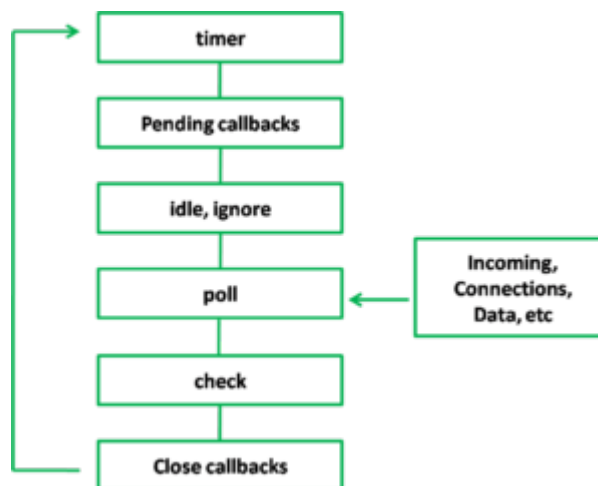 timer
Pending callbacks
idle, ignore
poll
Incoming,
Connections,
Data, etc
check
Close callbacks